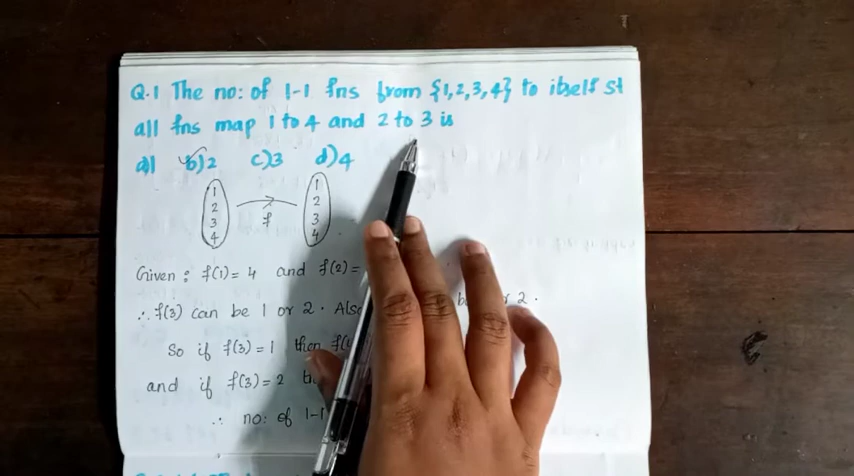 Q.1 The no: of 1-1 fns from {1,2,3,4} to itself st
all fns map 1 to 4 and 2 to 3 is
a)1 b)2 c)3 d)4
1 1
2 2
f
3 3
4 4
Given : f(1) = 4 and f(2) =
∴ f(3) can be 1 or 2 . Also 2 .
So if f(3) = 1 then
and if f(3) = 2
∴ no: of 1-1